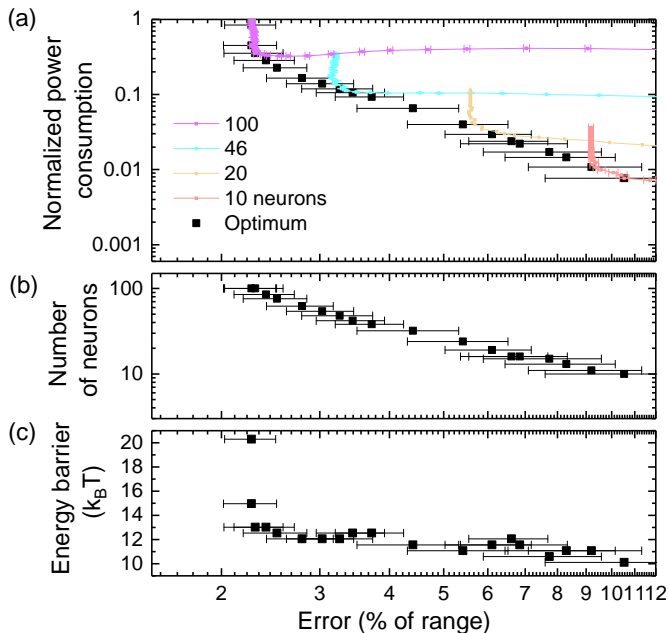 (a)
Normalized power
consumption
1
0.1
0.01
0.001
100
46
20
10 neurons
Optimum
(b)
Number
of neurons
100
10
(c)
Energy barrier
(kBT)
20
18
16
14
12
10
2 3 4 5 6 7 8 9 10 11 12
Error (% of range)